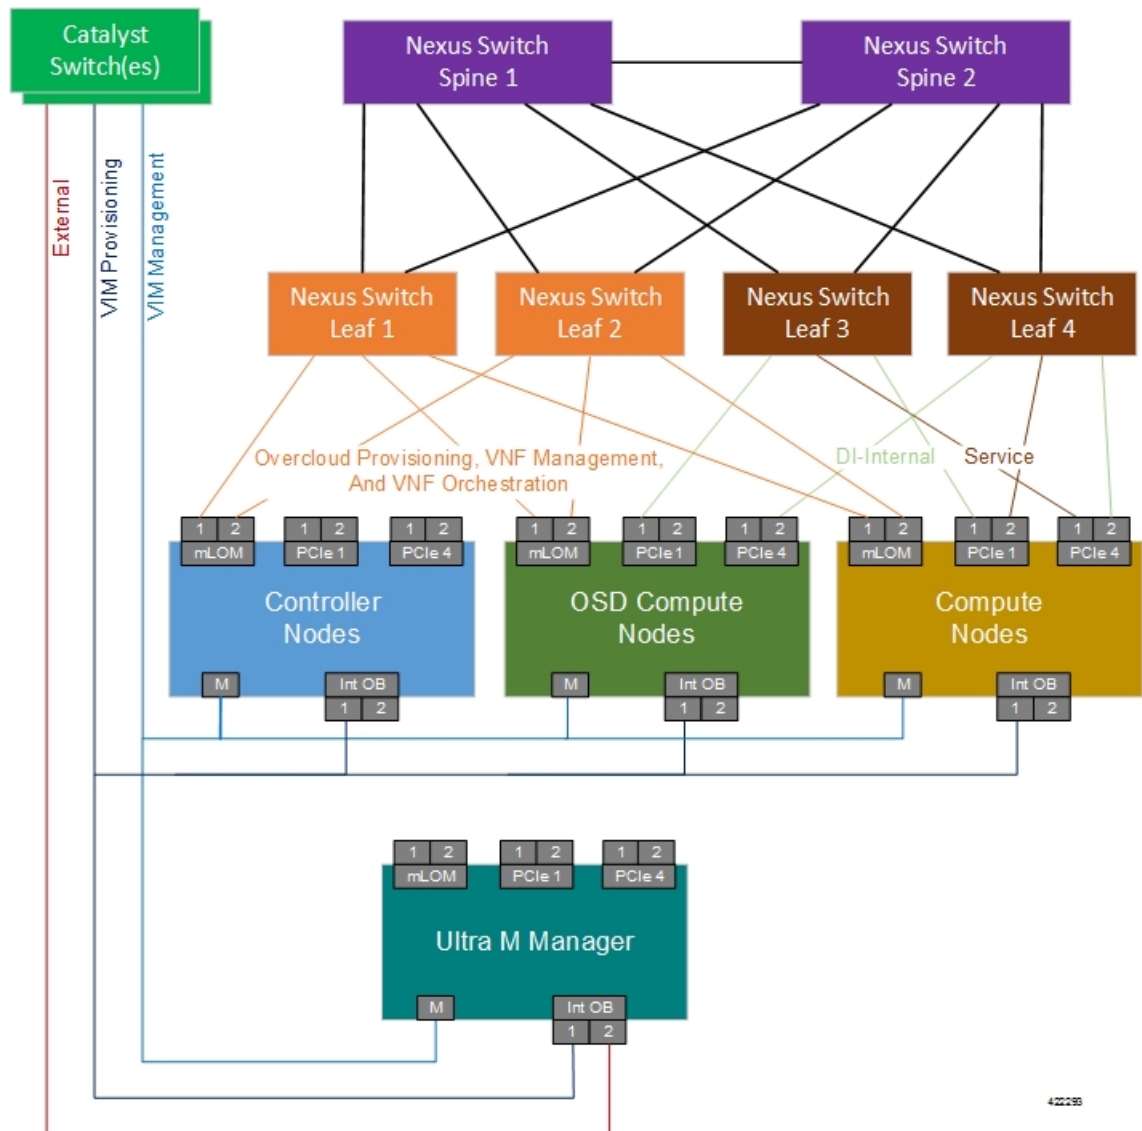 Catalyst
Switch(es)
Nexus Switch
Spine 1
Nexus Switch
Spine 2
External
VIM Provisioning
VIM Management
Nexus Switch
Leaf 1
Nexus Switch
Leaf 2
Nexus Switch
Leaf 3
Nexus Switch
Leaf 4
Overcloud Provisioning, VNF Management,
And VNF Orchestration
DI-Internal
Service
1 2
mLOM
1 2
PCIe 1
1 2
PCIe 4
Controller
Nodes
M
Int OB
1 2
1 2
mLOM
1 2
PCIe 1
1 2
PCIe 4
OSD Compute
Nodes
M
Int OB
1 2
1 2
mLOM
1 2
PCIe 1
1 2
PCIe 4
Compute
Nodes
M
Int OB
1 2
1 2
mLOM
1 2
PCIe 1
1 2
PCIe 4
Ultra M Manager
M
Int OB
1 2
422293